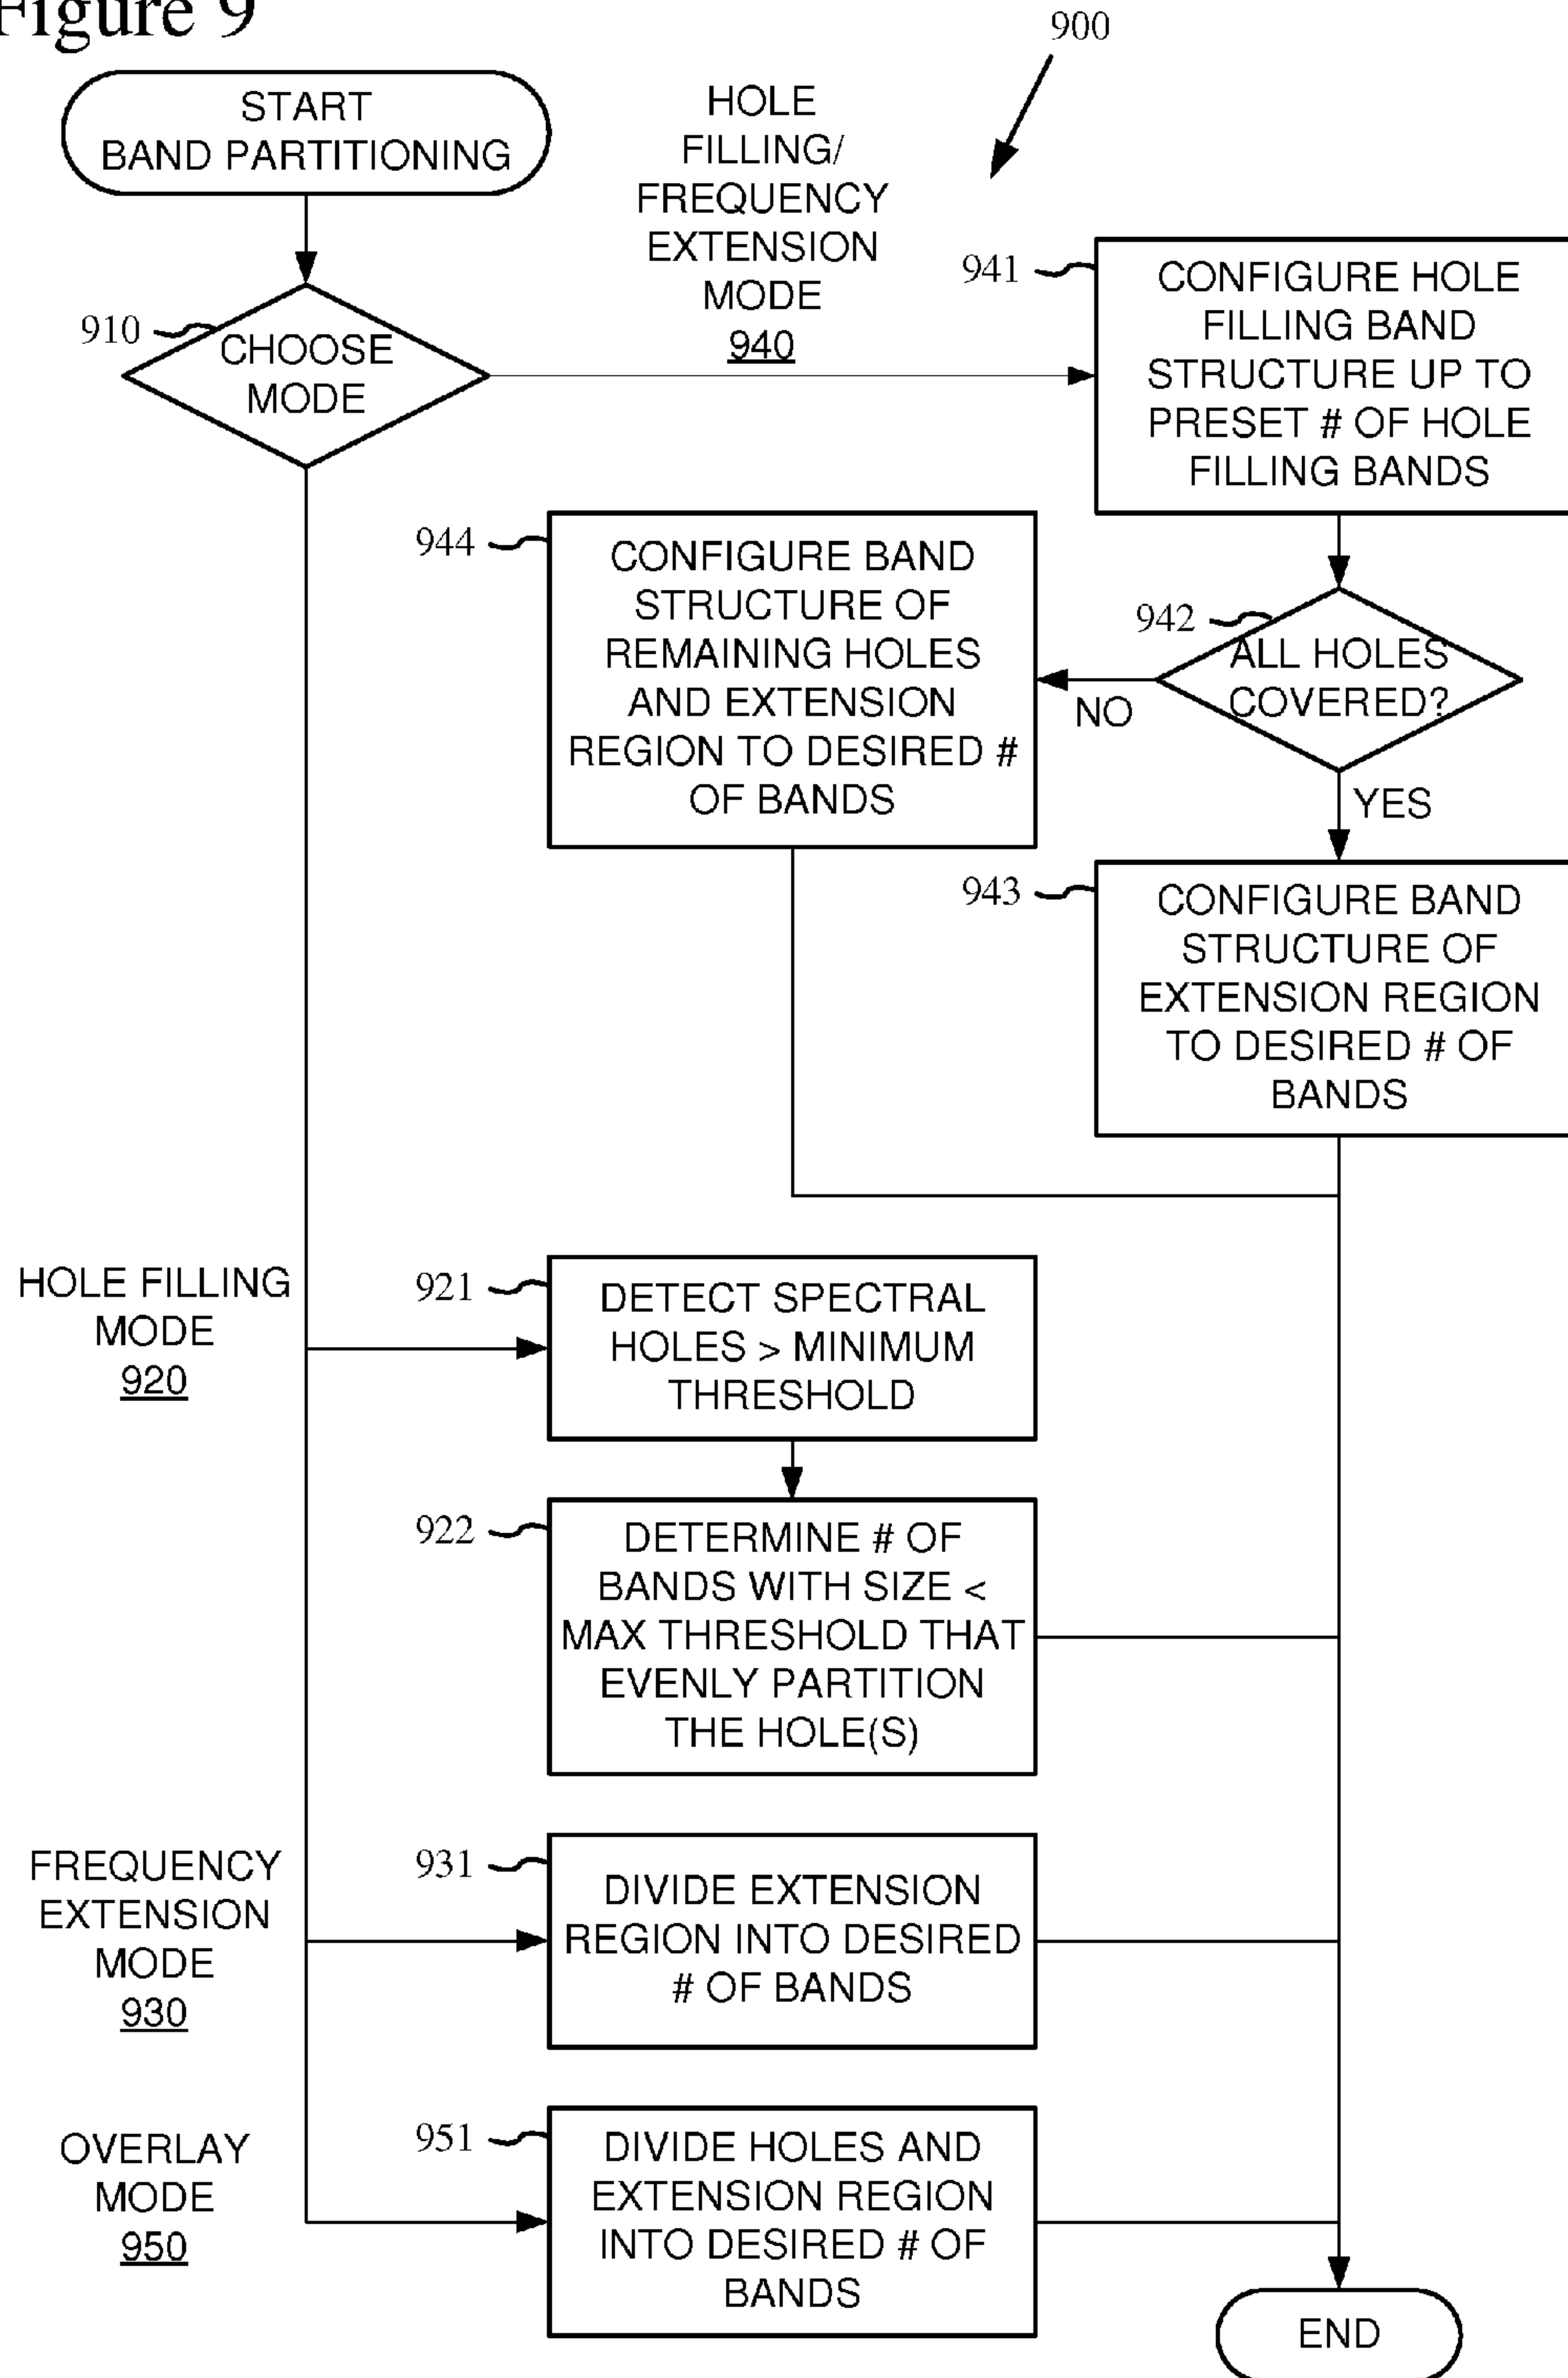 Figure 9
900
START
BAND PARTITIONING
HOLE
FILLING/
FREQUENCY
EXTENSION
MODE
940
910
CHOOSE
MODE
941
CONFIGURE HOLE
FILLING BAND
STRUCTURE UP TO
PRESET # OF HOLE
FILLING BANDS
942
ALL HOLES
COVERED?
NO
YES
944
CONFIGURE BAND
STRUCTURE OF
REMAINING HOLES
AND EXTENSION
REGION TO DESIRED #
OF BANDS
943
CONFIGURE BAND
STRUCTURE OF
EXTENSION REGION
TO DESIRED # OF
BANDS
HOLE FILLING
MODE
920
921
DETECT SPECTRAL
HOLES > MINIMUM
THRESHOLD
922
DETERMINE # OF
BANDS WITH SIZE <
MAX THRESHOLD THAT
EVENLY PARTITION
THE HOLE(S)
FREQUENCY
EXTENSION
MODE
930
931
DIVIDE EXTENSION
REGION INTO DESIRED
# OF BANDS
OVERLAY
MODE
950
951
DIVIDE HOLES AND
EXTENSION REGION
INTO DESIRED # OF
BANDS
END